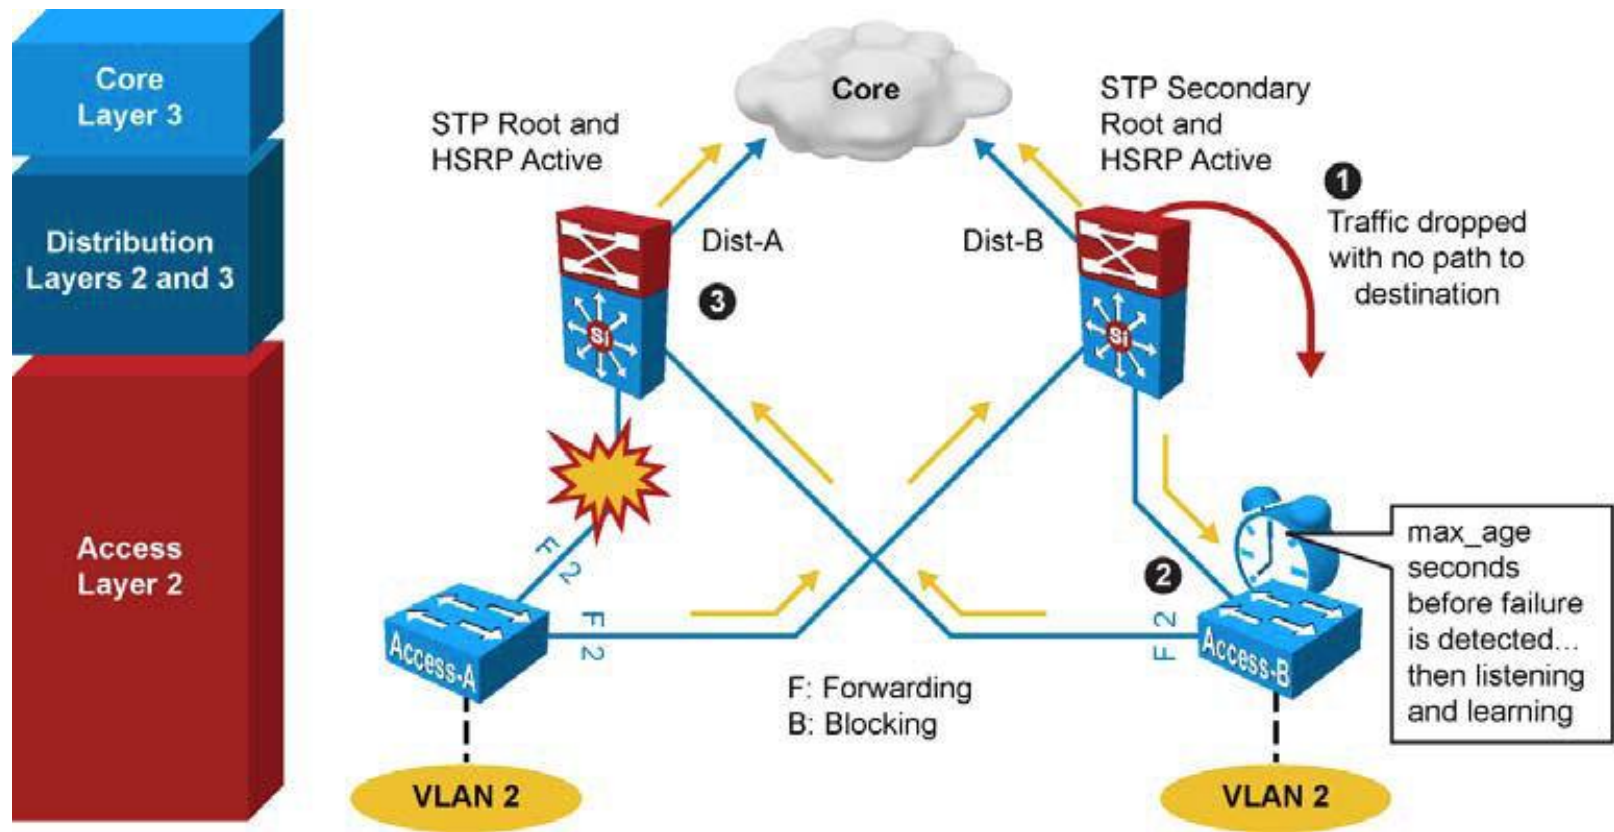 Core
Layer 3
Distribution
Layers 2 and 3
Access
Layer 2
STP Root and
HSRP Active
Core
STP Secondary
Root and
HSRP Active
1
Traffic dropped
with no path to
destination
Dist-A
Dist-B
3
Si
Si
F 2
F 2
2
2 F
Access-A
Access-B
max_age
seconds
before failure
is detected...
then listening
and learning
F: Forwarding
B: Blocking
VLAN 2
VLAN 2